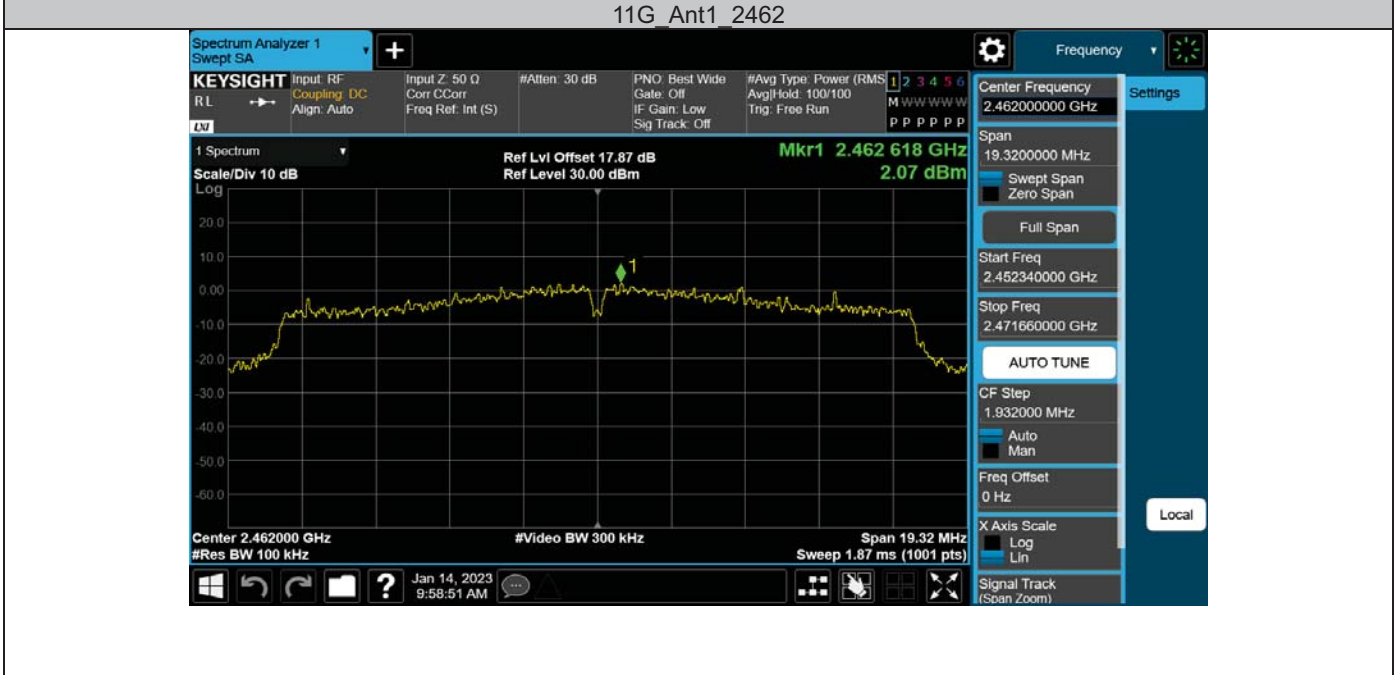 11G_Ant1_2462
Spectrum Analyzer 1
Swept SA
+
Frequency
KEYSIGHT
RL
LXI
Input: RF
Coupling: DC
Align: Auto
Input Z: 50 Ω
Corr CCorr
Freq Ref: Int (S)
#Atten: 30 dB
PNO: Best Wide
Gate: Off
IF Gain: Low
Sig Track: Off
#Avg Type: Power (RMS
Avg|Hold: 100/100
Trig: Free Run
1 2 3 4 5 6
M W W W W W
P P P P P P
Center Frequency
2.462000000 GHz
Settings
1 Spectrum
Scale/Div 10 dB
Ref Lvl Offset 17.87 dB
Ref Level 30.00 dBm
Mkr1 2.462 618 GHz
2.07 dBm
Log
20.0
10.0
0.00
-10.0
-20.0
-30.0
-40.0
-50.0
-60.0
1
Span
19.3200000 MHz
Swept Span
Zero Span
Full Span
Start Freq
2.452340000 GHz
Stop Freq
2.471660000 GHz
AUTO TUNE
CF Step
1.932000 MHz
Auto
Man
Freq Offset
0 Hz
X Axis Scale
Log
Lin
Local
Signal Track
(Span Zoom)
Center 2.462000 GHz
#Res BW 100 kHz
#Video BW 300 kHz
Span 19.32 MHz
Sweep 1.87 ms (1001 pts)
?
Jan 14, 2023
9:58:51 AM